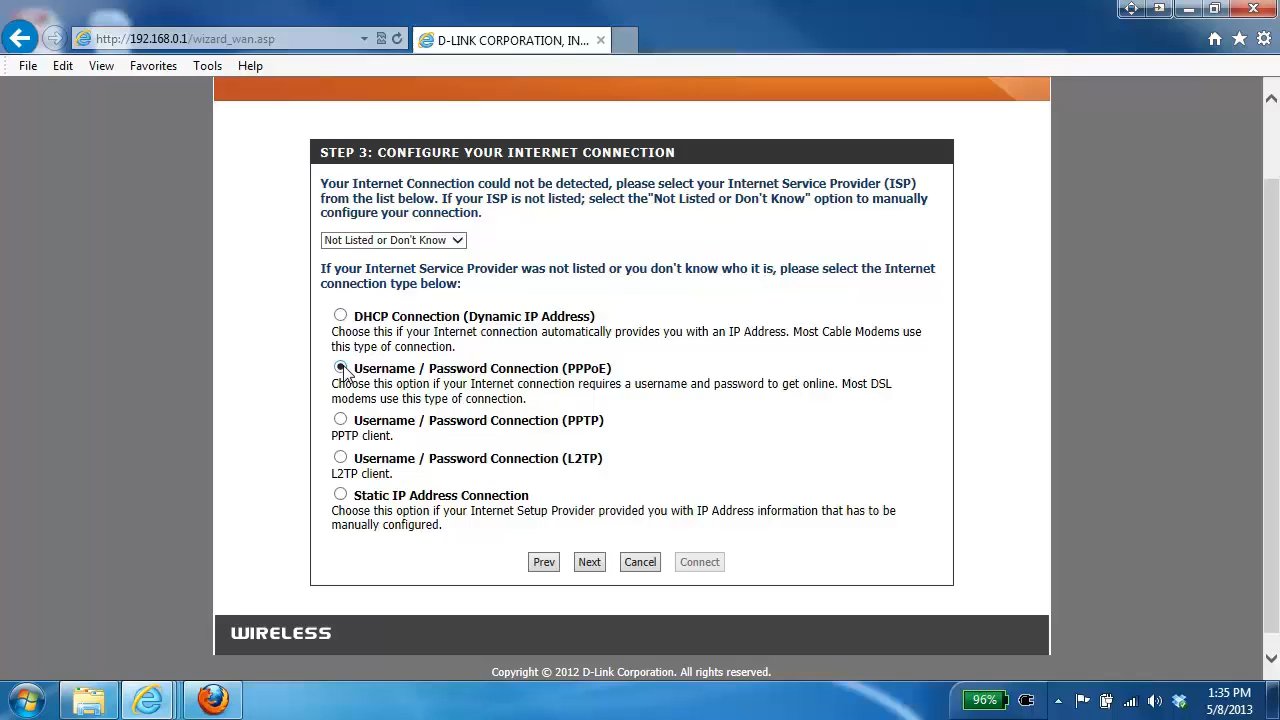 http://192.168.0.1/wizard_wan.asp
D-LINK CORPORATION, IN...
File Edit View Favorites Tools Help
STEP 3: CONFIGURE YOUR INTERNET CONNECTION
Your Internet Connection could not be detected, please select your Internet Service Provider (ISP)
from the list below. If your ISP is not listed; select the"Not Listed or Don't Know" option to manually
configure your connection.
Not Listed or Don't Know
If your Internet Service Provider was not listed or you don't know who it is, please select the Internet
connection type below:
DHCP Connection (Dynamic IP Address)
Choose this if your Internet connection automatically provides you with an IP Address. Most Cable Modems use
this type of connection.
Username / Password Connection (PPPoE)
Choose this option if your Internet connection requires a username and password to get online. Most DSL
modems use this type of connection.
Username / Password Connection (PPTP)
PPTP client.
Username / Password Connection (L2TP)
L2TP client.
Static IP Address Connection
Choose this option if your Internet Setup Provider provided you with IP Address information that has to be
manually configured.
Prev Next Cancel Connect
WIRELESS
Copyright © 2012 D-Link Corporation. All rights reserved.
96%
1:35 PM
5/8/2013